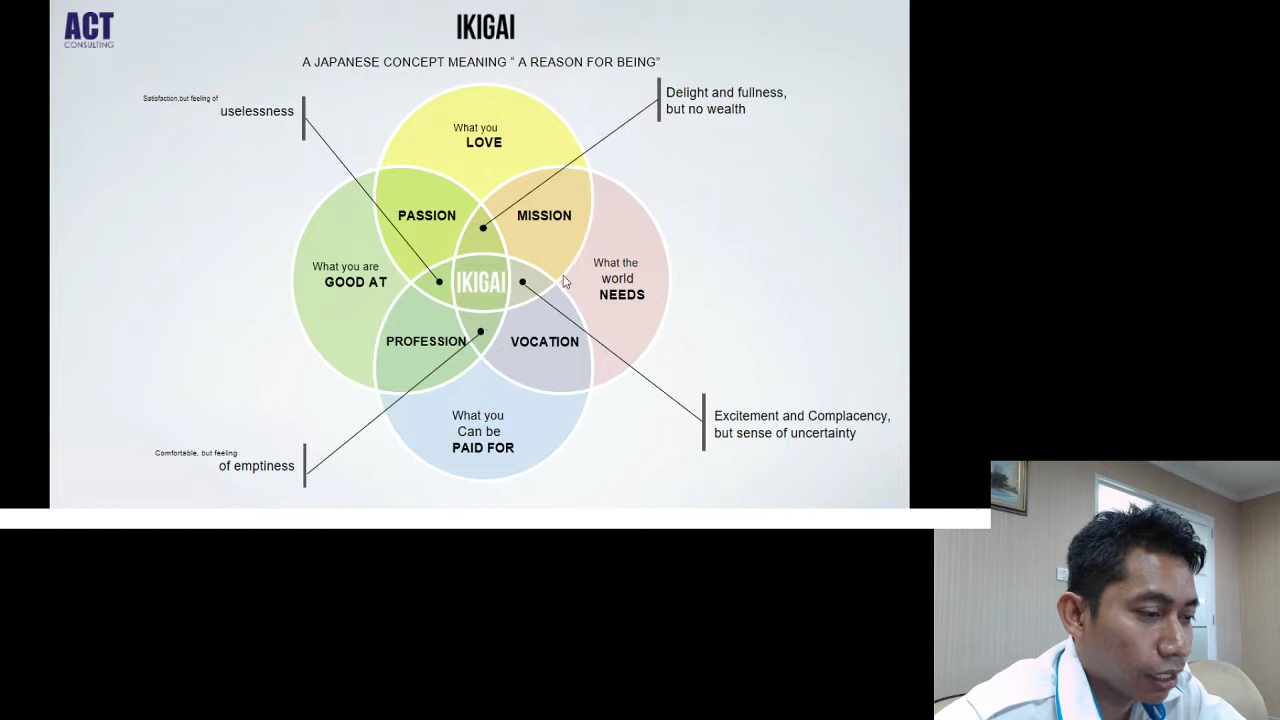 ACT
CONSULTING
IKIGAI
A JAPANESE CONCEPT MEANING “ A REASON FOR BEING”
Satisfaction,but feeling of
uselessness
Delight and fullness,
but no wealth
What you
LOVE
PASSION
MISSION
What you are
GOOD AT
IKIGAI
What the
world
NEEDS
PROFESSION
VOCATION
What you
Can be
PAID FOR
Excitement and Complacency,
but sense of uncertainty
Comfortable, but feeling
of emptiness